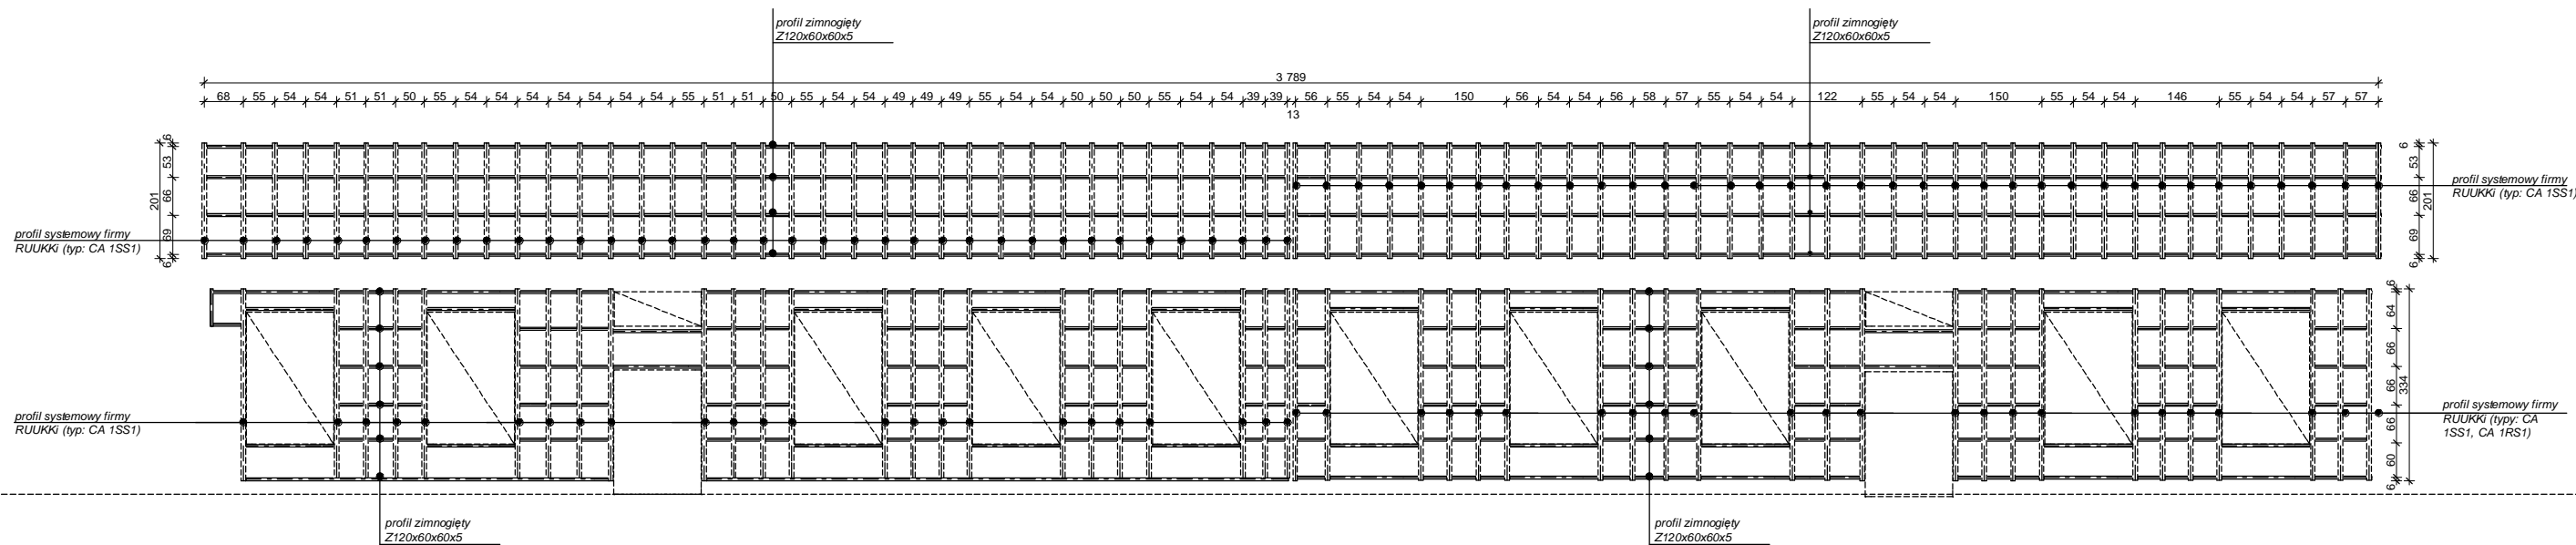 profil zimnogięty
Z120x60x60x5
profil zimnogięty
Z120x60x60x5
3 789
68 55 54 54 51 51 50 55 54 54 54 54 54 54 54 55 51 51 50 55 54 54 49 49 49 55 54 54 50 50 50 55 54 54 39 39 56 55 54 54 150 56 54 54 56 58 57 55 54 54 122 55 54 54 150 55 54 54 146 55 54 54 57 57
13
6
53
66
69
6
201
6
53
66
69
6
201
profil systemowy firmy
RUUKKi (typ: CA 1SS1)
profil systemowy firmy
RUUKKi (typ: CA 1SS1)
6
64
66
66
66
60
6
334
profil systemowy firmy
RUUKKi (typ: CA 1SS1)
profil systemowy firmy
RUUKKi (typy: CA
1SS1, CA 1RS1)
profil zimnogięty
Z120x60x60x5
profil zimnogięty
Z120x60x60x5